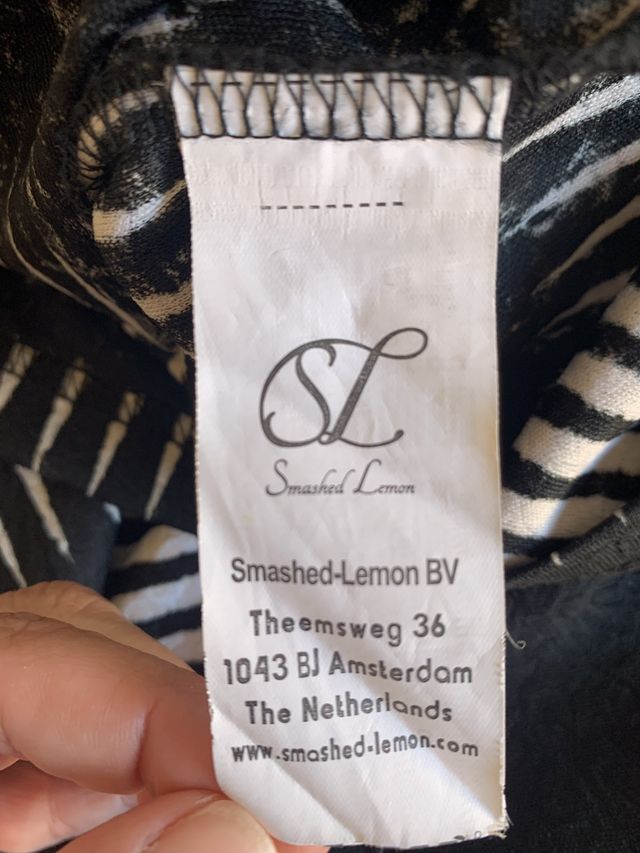 SL
Smashed Lemon
Smashed-Lemon BV
Theemsweg 36
1043 BJ Amsterdam
The Netherlands
www.smashed-lemon.com